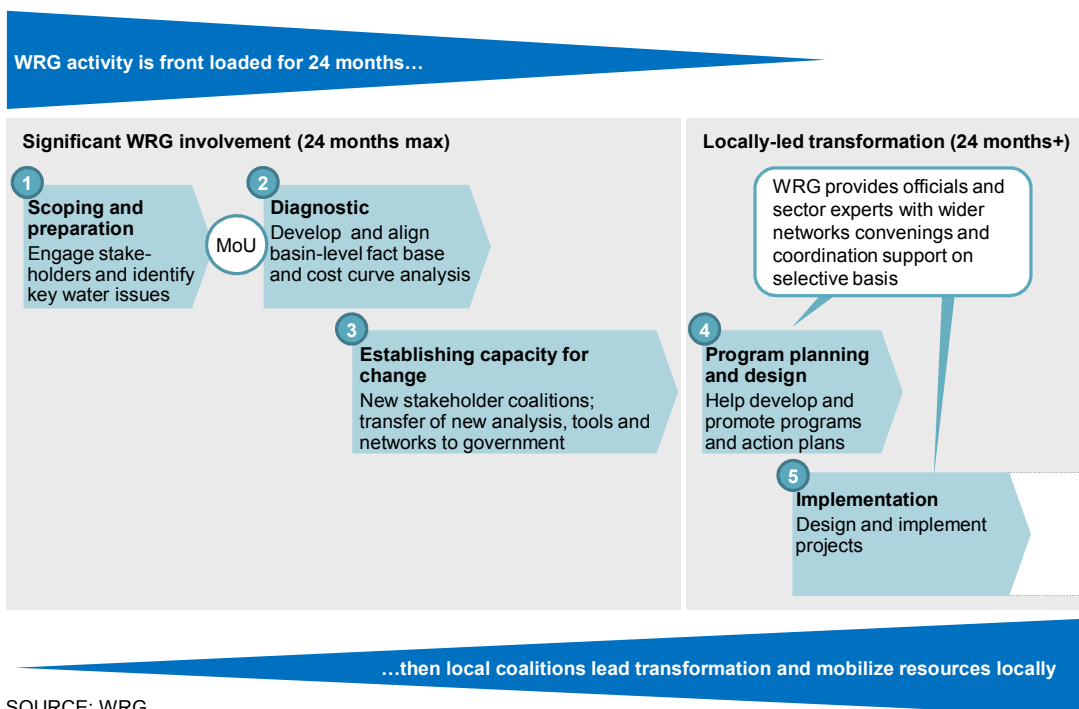 WRG activity is front loaded for 24 months…
Significant WRG involvement (24 months max)
1
Scoping and
preparation
Engage stake-
holders and identify
key water issues
MoU
2
Diagnostic
Develop and align
basin-level fact base
and cost curve analysis
3
Establishing capacity for
change
New stakeholder coalitions;
transfer of new analysis, tools and
networks to government
Locally-led transformation (24 months+)
WRG provides officials and
sector experts with wider
networks convenings and
coordination support on
selective basis
4
Program planning
and design
Help develop and
promote programs
and action plans
5
Implementation
Design and implement
projects
…then local coalitions lead transformation and mobilize resources locally
SOURCE: WRG